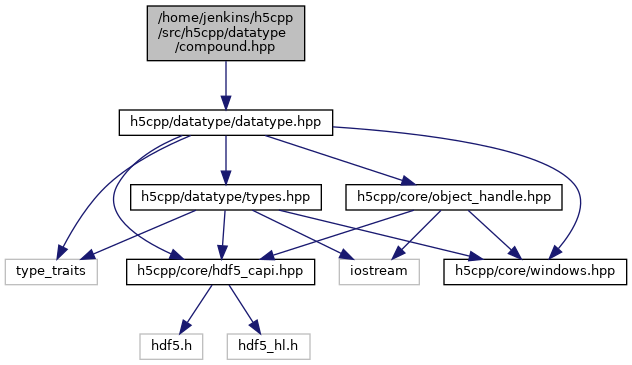 /home/jenkins/h5cpp
/src/h5cpp/datatype
/compound.hpp
h5cpp/datatype/datatype.hpp
h5cpp/datatype/types.hpp
h5cpp/core/object_handle.hpp
type_traits
h5cpp/core/hdf5_capi.hpp
iostream
h5cpp/core/windows.hpp
hdf5.h
hdf5_hl.h